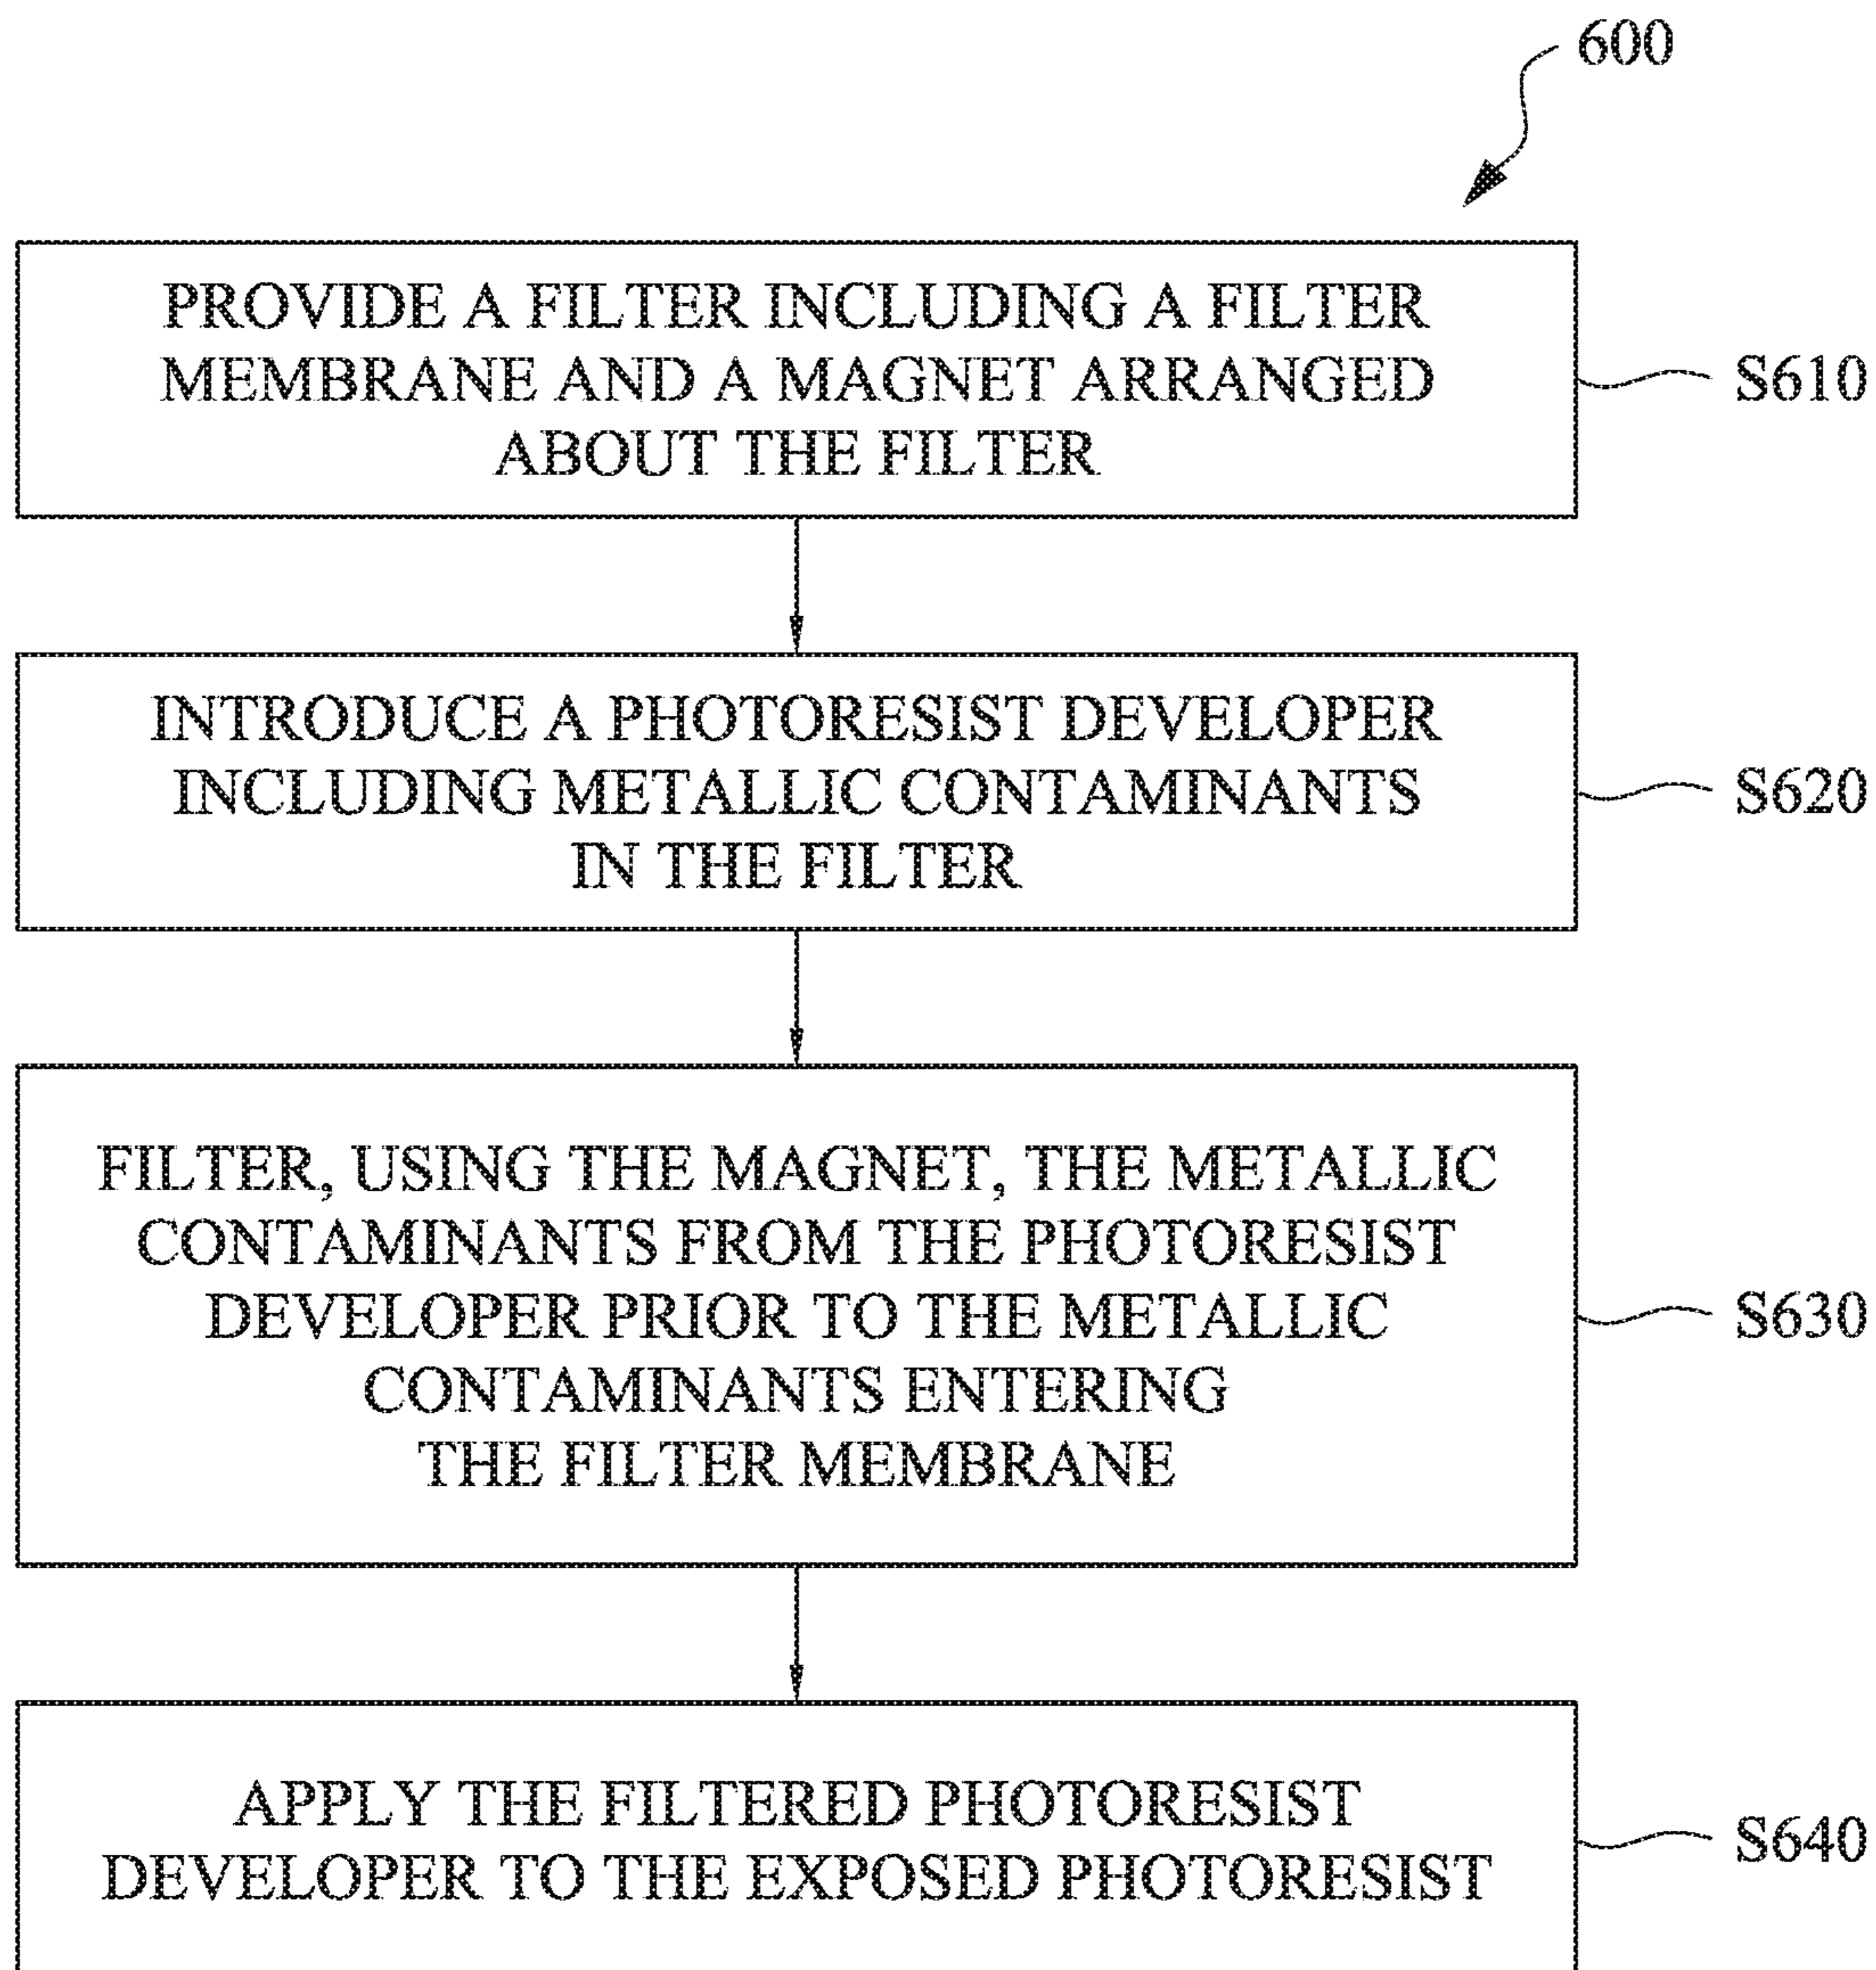 600
PROVIDE A FILTER INCLUDING A FILTER
MEMBRANE AND A MAGNET ARRANGED
ABOUT THE FILTER
S610
INTRODUCE A PHOTORESIST DEVELOPER
INCLUDING METALLIC CONTAMINANTS
IN THE FILTER
S620
FILTER, USING THE MAGNET, THE METALLIC
CONTAMINANTS FROM THE PHOTORESIST
DEVELOPER PRIOR TO THE METALLIC
CONTAMINANTS ENTERING
THE FILTER MEMBRANE
S630
APPLY THE FILTERED PHOTORESIST
DEVELOPER TO THE EXPOSED PHOTORESIST
S640